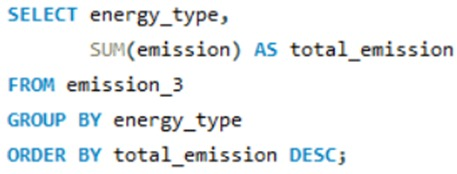 SELECT energy_type,
SUM(emission) AS total_emission
FROM emission_3
GROUP BY energy_type
ORDER BY total_emission DESC;